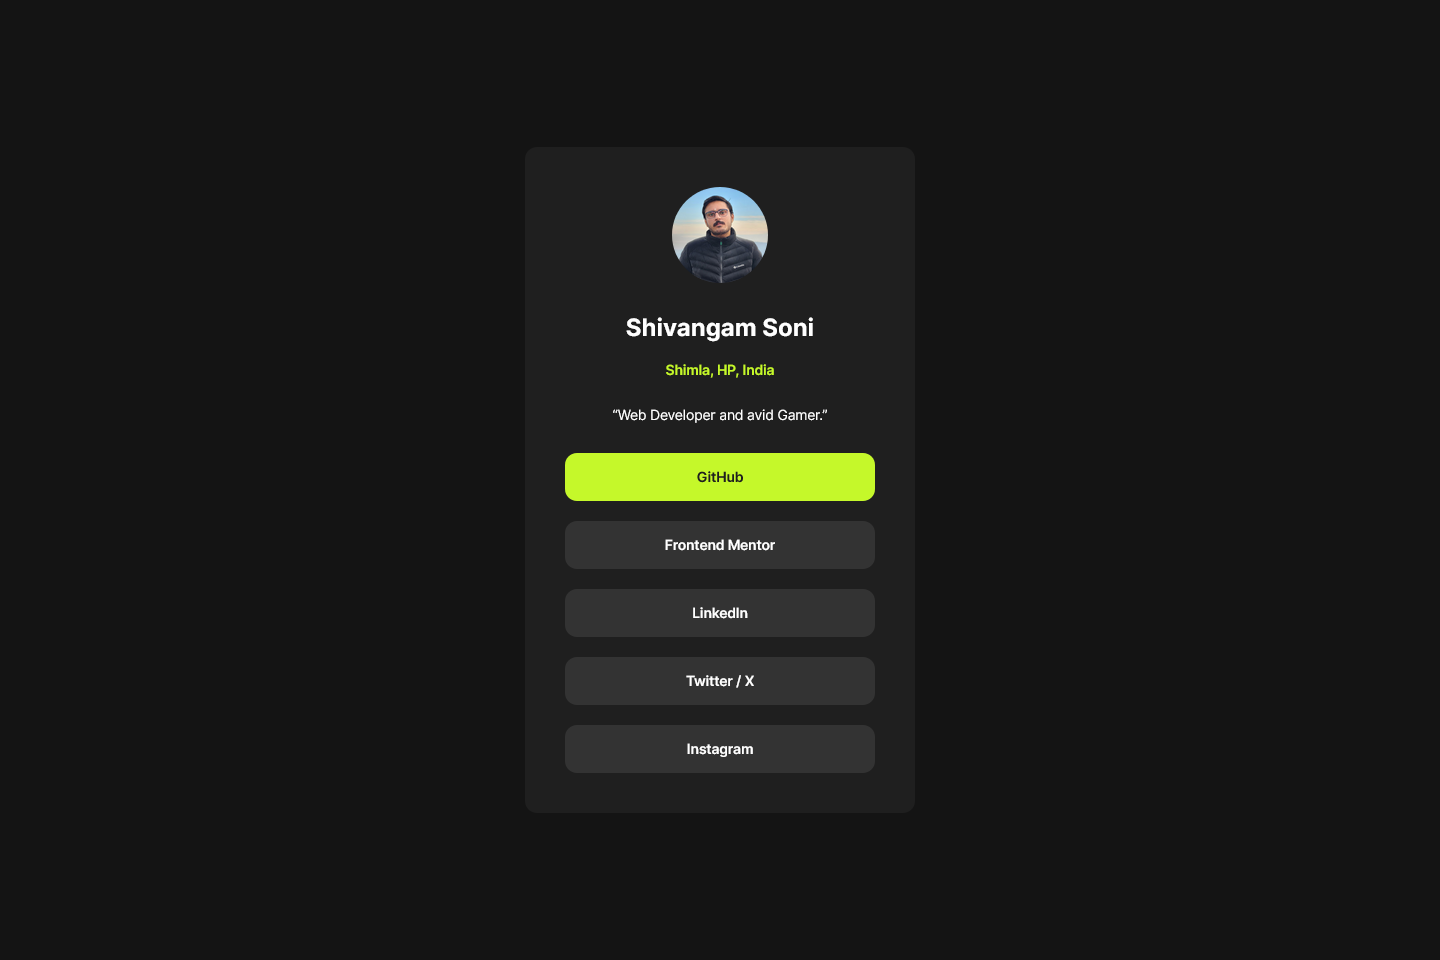 Shivangam Soni
Shimla, HP, India
“Web Developer and avid Gamer.”
GitHub
Frontend Mentor
LinkedIn
Twitter / X
Instagram